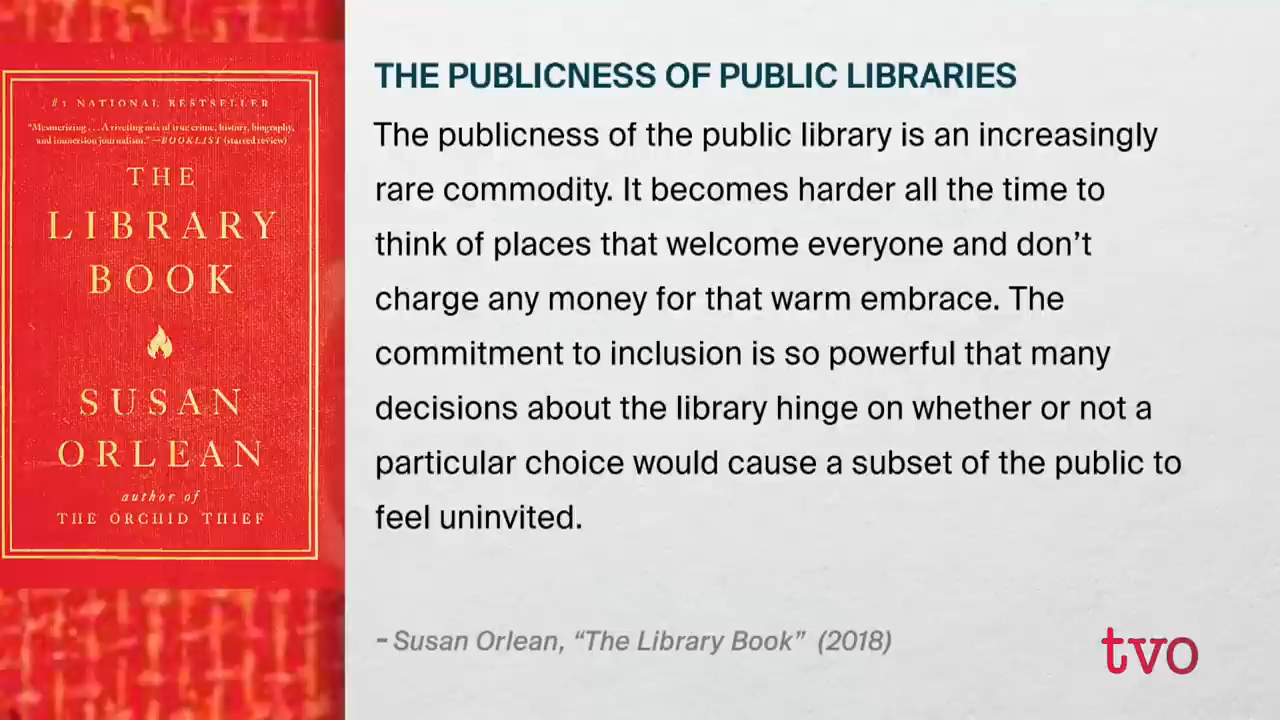 #1 NATIONAL BESTSELLER
"Mesmerizing . . . A riveting mix of true crime, history, biography,
and immersion journalism." —BOOKLIST (starred review)
THE
LIBRARY
BOOK
SUSAN
ORLEAN
author of
THE ORCHID THIEF
THE PUBLICNESS OF PUBLIC LIBRARIES
The publicness of the public library is an increasingly
rare commodity. It becomes harder all the time to
think of places that welcome everyone and don’t
charge any money for that warm embrace. The
commitment to inclusion is so powerful that many
decisions about the library hinge on whether or not a
particular choice would cause a subset of the public to
feel uninvited.
– Susan Orlean, “The Library Book” (2018)
tvo